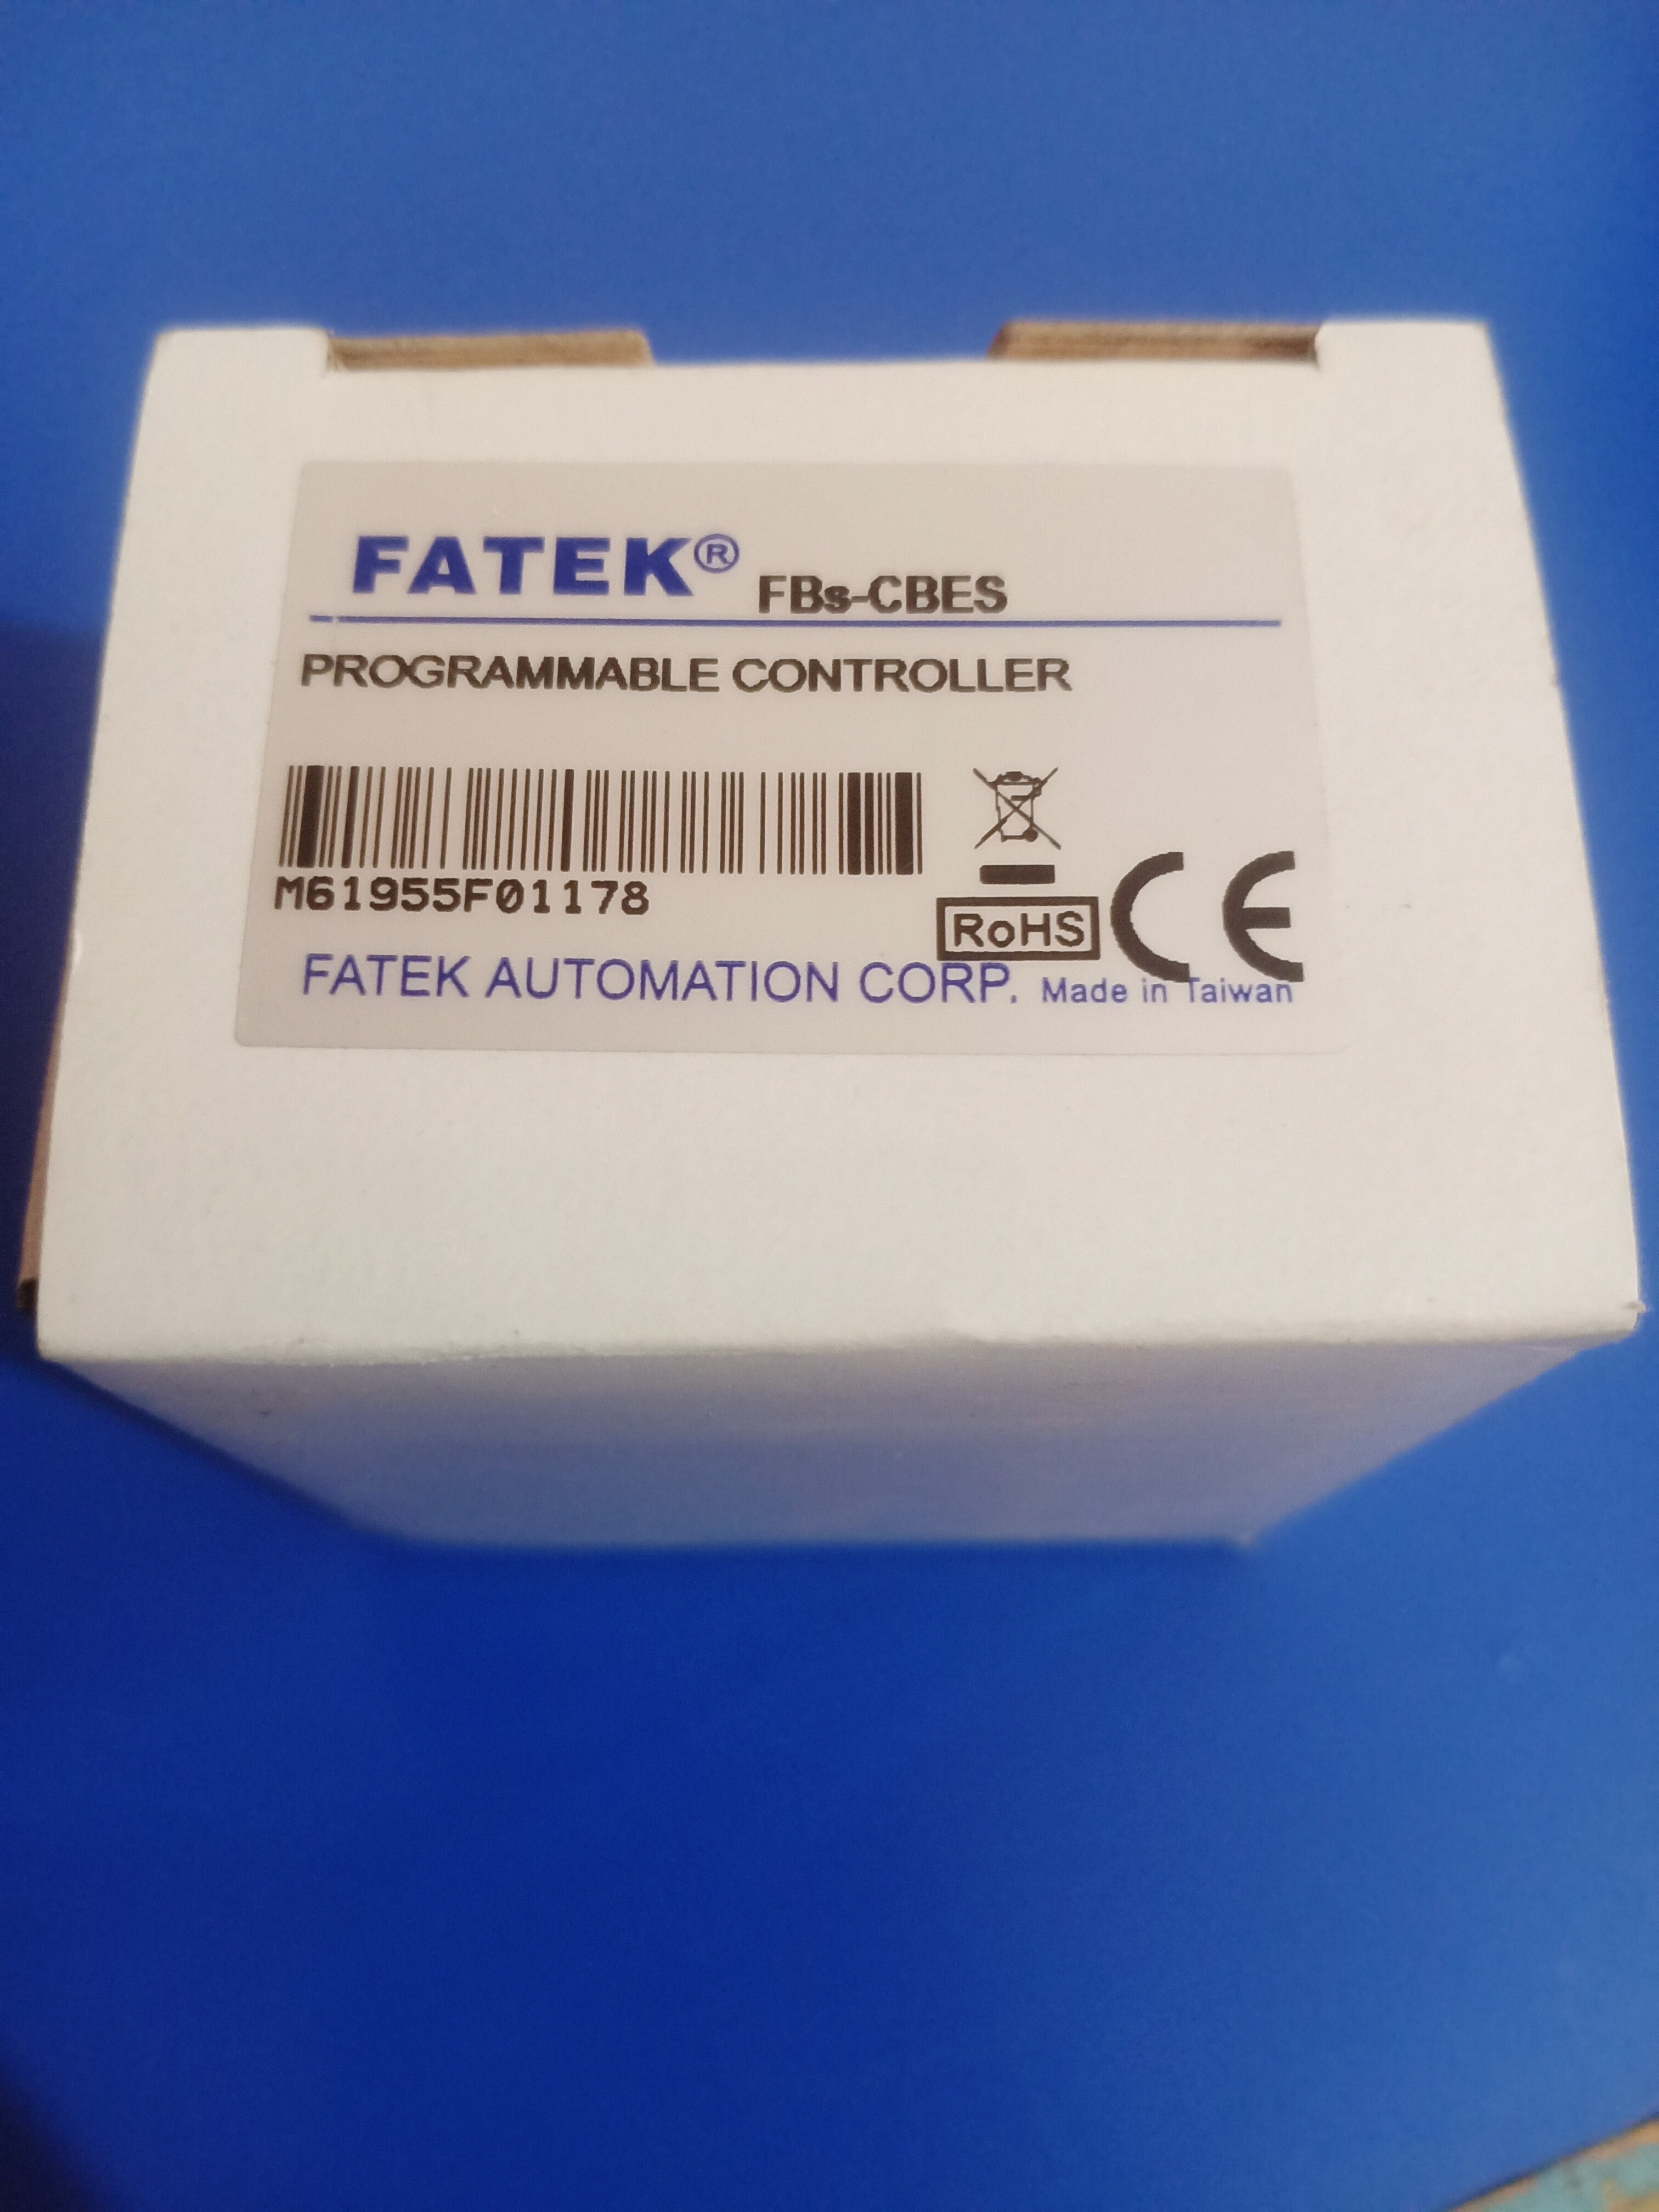 FATEK® FBs-CBES
PROGRAMMABLE CONTROLLER
M61955F01178
RoHS CE
FATEK AUTOMATION CORP. Made in Taiwan